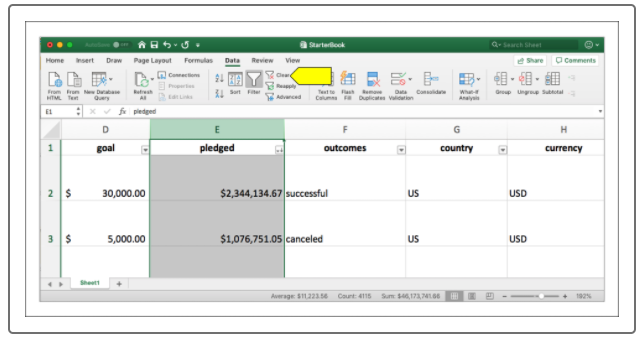 AutoSave OFF StarterBook Search Sheet
Home Insert Draw Page Layout Formulas Data Review View Share Comments
From HTML From Text New Database Query Refresh All Connections Properties Edit Links Sort Filter Clear Reapply Advanced Text to Columns Flash Fill Remove Duplicates Data Validation Consolidate What-If Analysis Group Ungroup Subtotal
E1 fx pledged
D E F G H
1 goal pledged outcomes country currency
2 $ 30,000.00 $2,344,134.67 successful US USD
3 $ 5,000.00 $1,076,751.05 canceled US USD
Sheet1 +
Average: $11,223.56 Count: 4115 Sum: $46,173,741.66 192%